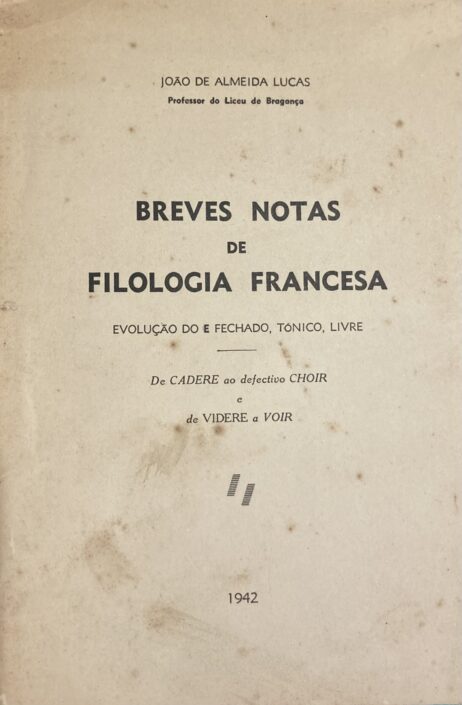 JOÃO DE ALMEIDA LUCAS
Professor do Liceu de Bragança
BREVES NOTAS
DE
FILOLOGIA FRANCESA
EVOLUÇÃO DO E FECHADO, TÓNICO, LIVRE
De CADERE ao defectivo CHOIR
e
de VIDERE a VOIR
1942